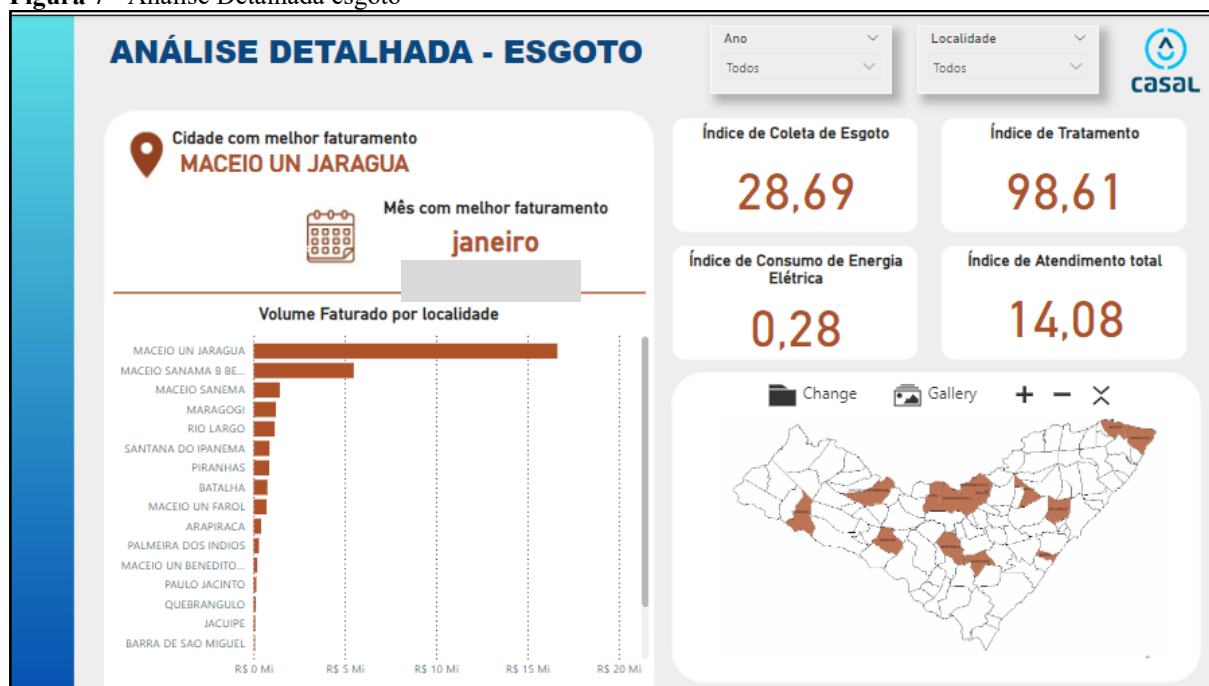 Figura 7 - Análise Detalhada esgoto
ANÁLISE DETALHADA - ESGOTO
Ano
Todos
Localidade
Todos
casaL
Cidade com melhor faturamento
MACEIO UN JARAGUA
Mês com melhor faturamento
janeiro
Índice de Coleta de Esgoto
28,69
Índice de Tratamento
98,61
Índice de Consumo de Energia
Elétrica
0,28
Índice de Atendimento total
14,08
Volume Faturado por localidade
MACEIO UN JARAGUA
MACEIO SANAMA B BE...
MACEIO SANEMA
MARAGOGI
RIO LARGO
SANTANA DO IPANEMA
PIRANHAS
BATALHA
MACEIO UN FAROL
ARAPIRACA
PALMEIRA DOS INDIOS
MACEIO UN BENEDITO...
PAULO JACINTO
QUEBRANGULO
JACUIPE
BARRA DE SAO MIGUEL
R$ 0 Mi R$ 5 Mi R$ 10 Mi R$ 15 Mi R$ 20 Mi
Change Gallery